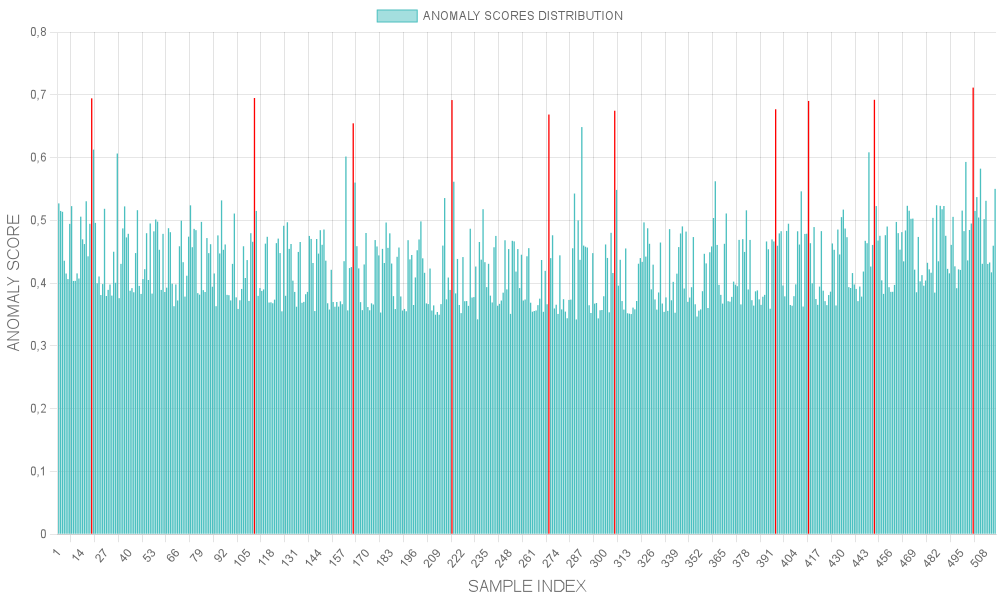 ANOMALY SCORES DISTRIBUTION
0,8
0,7
0,6
0,5
0,4
0,3
0,2
0,1
0
ANOMALY SCORE
1 14 27 40 53 66 79 92 105 118 131 144 157 170 183 196 209 222 235 248 261 274 287 300 313 326 339 352 365 378 391 404 417 430 443 456 469 482 495 508
SAMPLE INDEX